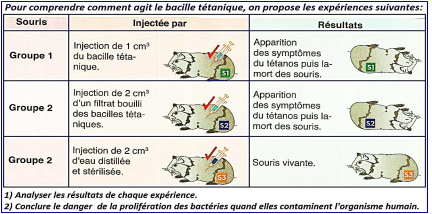 Pour comprendre comment agit le bacille tétanique, on propose les expériences suivantes:
Souris
Injectée par
Résultats
Groupe 1
Injection de 1 cm³
du bacille téta-
nique.
S1
Apparition
des symptômes
du tétanos puis la-
mort des souris.
S1
Groupe 2
Injection de 2 cm³
d'un filtrat bouilli
des bacilles téta-
niques.
S2
Apparition
des symptômes
du tétanos puis la-
mort des souris.
S2
Groupe 2
Injection de 2 cm³
d'eau distillée
et stérilisée.
S3
Souris vivante.
S3
1) Analyser les résultats de chaque expérience.
2) Conclure le danger de la prolifération des bactéries quand elles contaminent l'organisme humain.